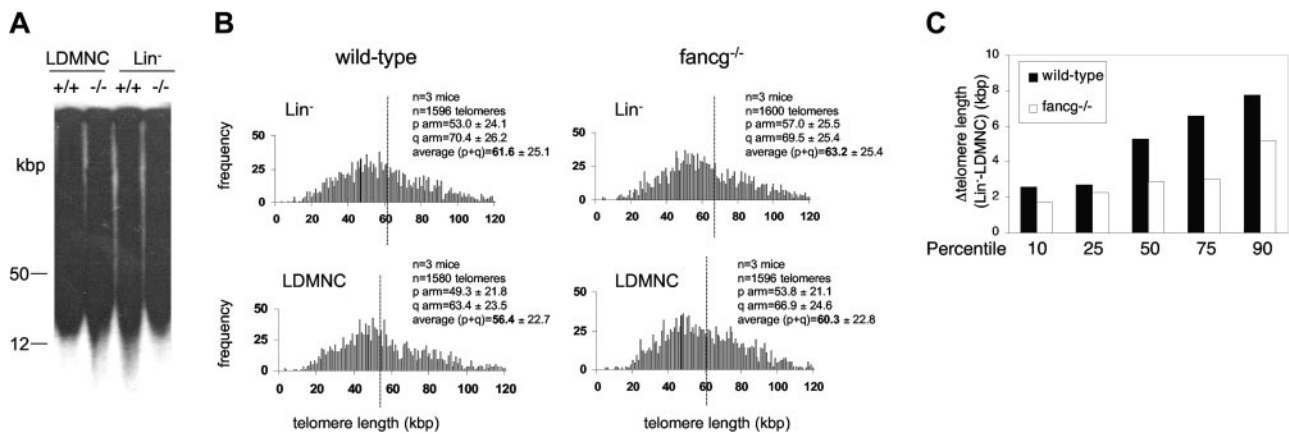 A
LDMNC Lin-
+/+ -/- +/+ -/-
kbp
50
12
B
wild-type
fancg-/-
Lin-
n=3 mice
n=1596 telomeres
p arm=53.0 ± 24.1
q arm=70.4 ± 26.2
average (p+q)=61.6 ± 25.1
frequency
50
25
0
0 20 40 60 80 100 120
Lin-
n=3 mice
n=1600 telomeres
p arm=57.0 ± 25.5
q arm=69.5 ± 25.4
average (p+q)=63.2 ± 25.4
50
25
0
0 20 40 60 80 100 120
LDMNC
n=3 mice
n=1580 telomeres
p arm=49.3 ± 21.8
q arm=63.4 ± 23.5
average (p+q)=56.4 ± 22.7
frequency
50
25
0
0 20 40 60 80 100 120
telomere length (kbp)
LDMNC
n=3 mice
n=1596 telomeres
p arm=53.8 ± 21.1
q arm=66.9 ± 24.6
average (p+q)=60.3 ± 22.8
50
25
0
0 20 40 60 80 100 120
telomere length (kbp)
C
Δtelomere length
(Lin--LDMNC) (kbp)
10
8
6
4
2
0
wild-type
fancg-/-
Percentile 10 25 50 75 90